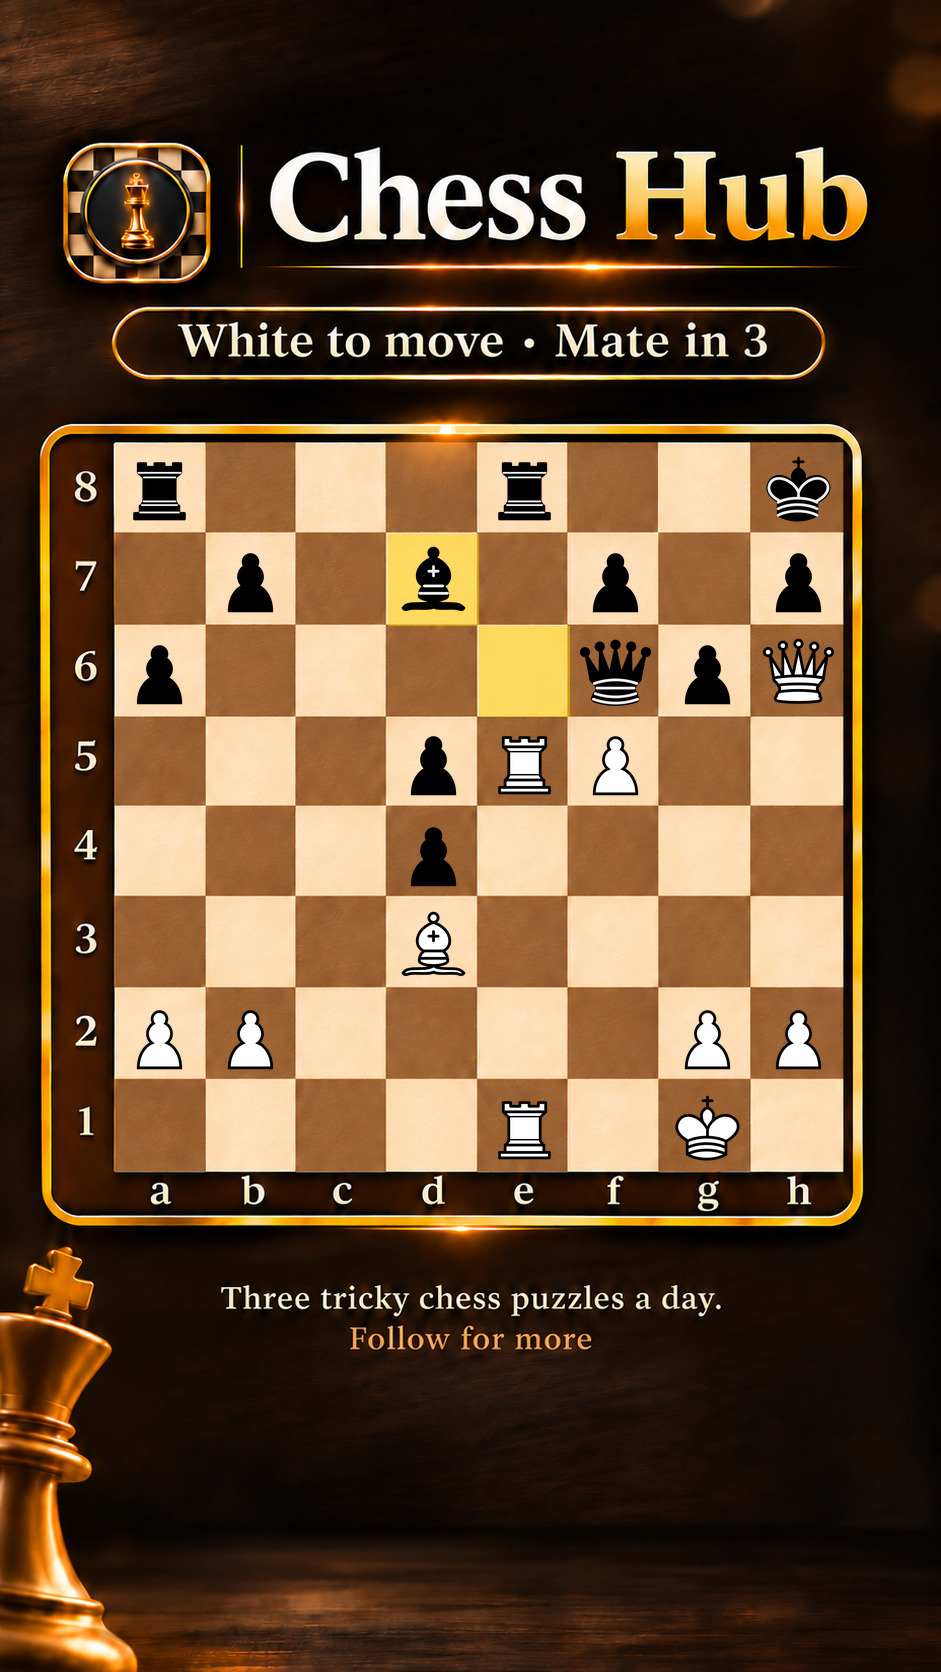 Chess Hub
White to move • Mate in 3
8
7
6
5
4
3
2
1
a b c d e f g h
Three tricky chess puzzles a day.
Follow for more